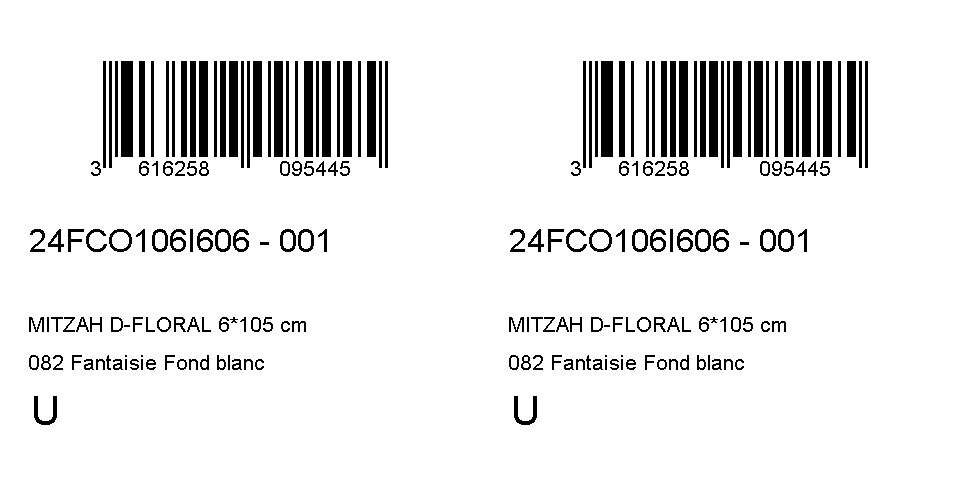 3 616258 095445
24FCO106I606 - 001
MITZAH D-FLORAL 6*105 cm
082 Fantaisie Fond blanc
U
3 616258 095445
24FCO106I606 - 001
MITZAH D-FLORAL 6*105 cm
082 Fantaisie Fond blanc
U